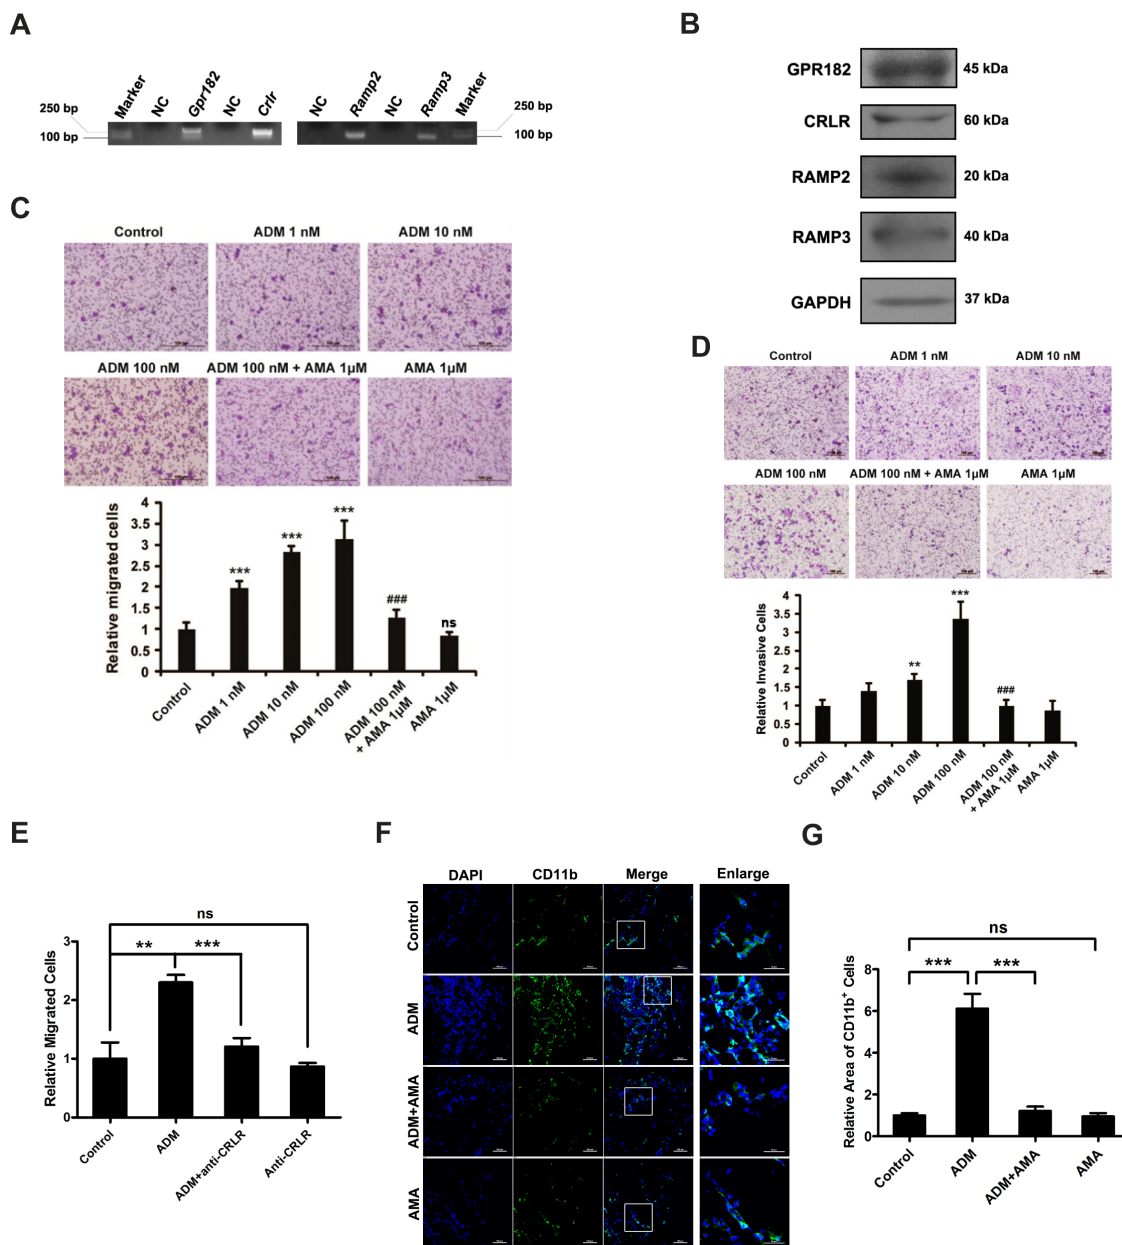 A
Marker
NC
Gpr182
NC
Crlr
NC
Ramp2
NC
Ramp3
Marker
250 bp
100 bp
250 bp
100 bp
B
GPR182
45 kDa
CRLR
60 kDa
RAMP2
20 kDa
RAMP3
40 kDa
GAPDH
37 kDa
C
Control
ADM 1 nM
ADM 10 nM
ADM 100 nM
ADM 100 nM + AMA 1μM
AMA 1μM
Relative migrated cells
4
3.5
3
2.5
2
1.5
1
0.5
0
***
***
***
###
ns
Control
ADM 1 nM
ADM 10 nM
ADM 100 nM
ADM 100 nM
+ AMA 1μM
AMA 1μM
D
Control
ADM 1 nM
ADM 10 nM
ADM 100 nM
ADM 100 nM + AMA 1μM
AMA 1μM
Relative Invasive Cells
4
3.5
3
2.5
2
1.5
1
0.5
0
**
***
###
Control
ADM 1 nM
ADM 10 nM
ADM 100 nM
ADM 100 nM
+ AMA 1μM
AMA 1μM
E
Relative Migrated Cells
3
2
1
0
ns
**
***
Control
ADM
ADM+anti-CRLR
Anti-CRLR
F
DAPI
CD11b
Merge
Enlarge
Control
ADM
ADM+AMA
AMA
G
Relative Area of CD11b⁺ Cells
8
6
4
2
0
ns
***
***
Control
ADM
ADM+AMA
AMA